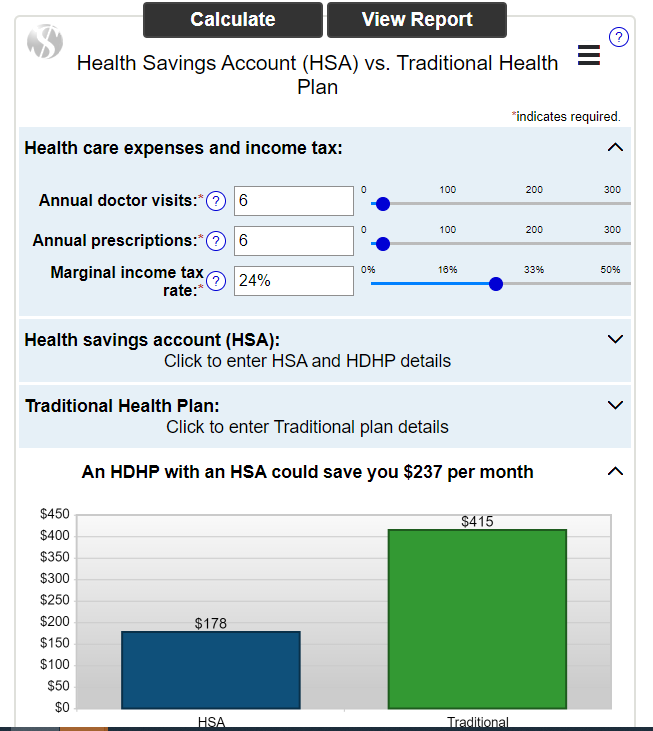 Calculate View Report
?
Health Savings Account (HSA) vs. Traditional Health
Plan
*indicates required.
Health care expenses and income tax:
Annual doctor visits:* ? 6 0 100 200 300
Annual prescriptions:* ? 6 0 100 200 300
Marginal income tax
rate:* ? 24% 0% 16% 33% 50%
Health savings account (HSA):
Click to enter HSA and HDHP details
Traditional Health Plan:
Click to enter Traditional plan details
An HDHP with an HSA could save you $237 per month
$450
$400
$350
$300
$250
$200
$150
$100
$50
$0
$178
$415
HSA Traditional